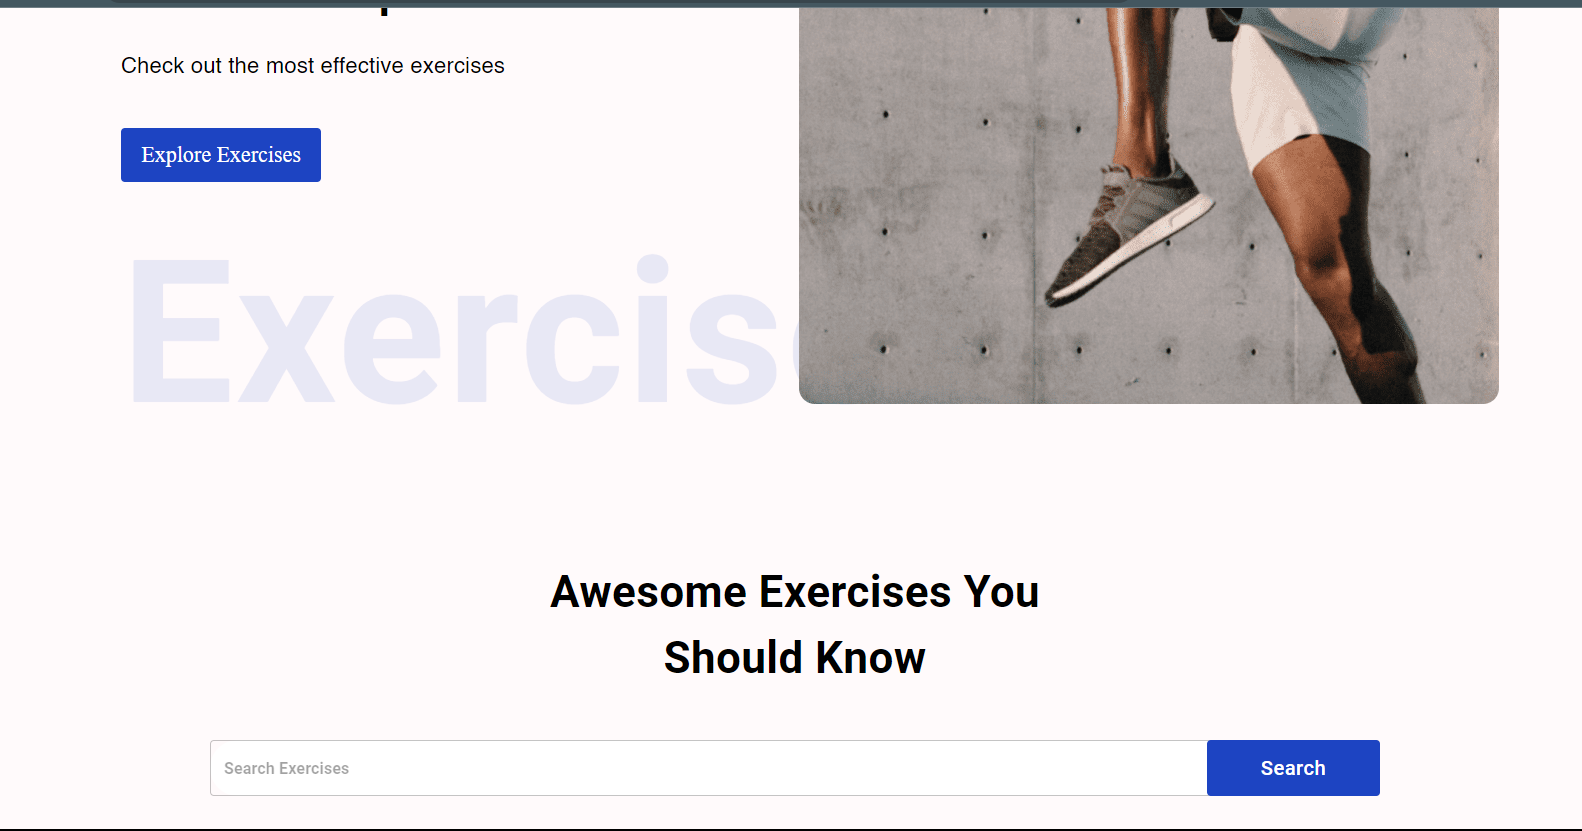 Check out the most effective exercises
Explore Exercises
Exercis
Awesome Exercises You
Should Know
Search Exercises
Search